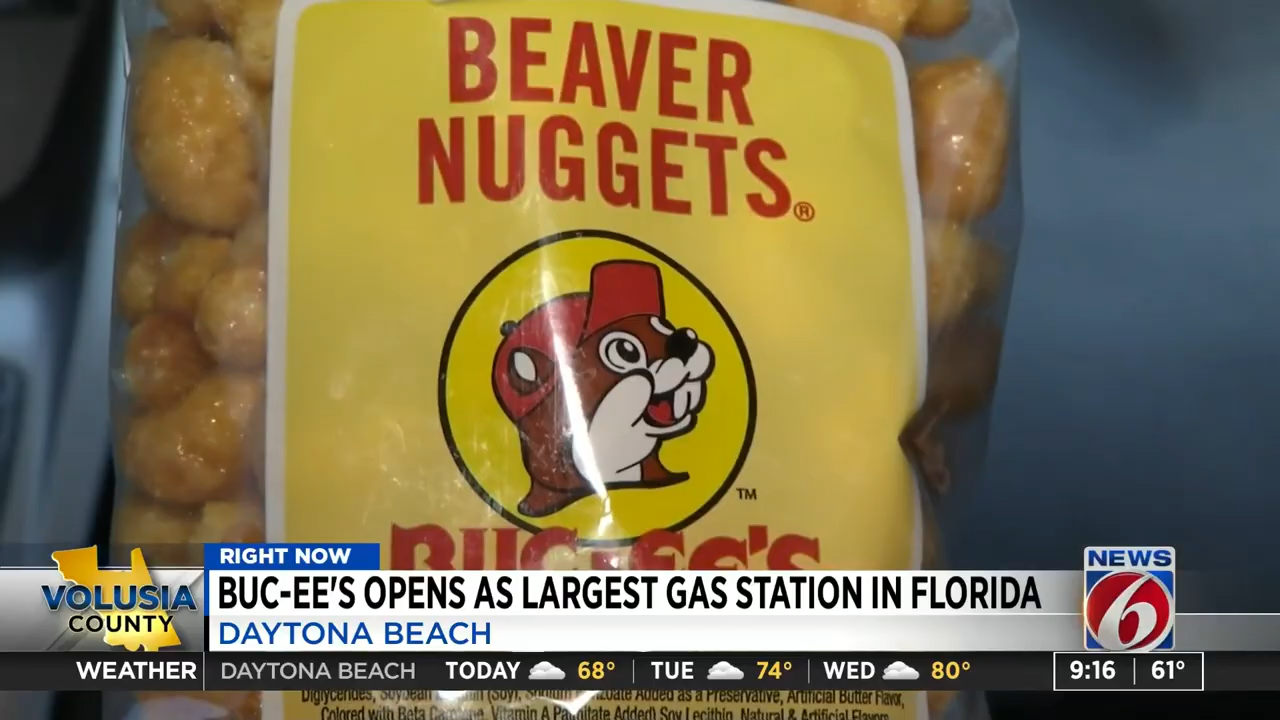 BEAVER
NUGGETS®
TM
BUC-EE'S
RIGHT NOW
VOLUSIA
COUNTY
BUC-EE'S OPENS AS LARGEST GAS STATION IN FLORIDA
DAYTONA BEACH
NEWS
6
WEATHER DAYTONA BEACH TODAY 68° TUE 74° WED 80° 9:16 61°
Diglycerides, Soybean Added as a Preservative, Artificial Butter Flavor,
Colored with Beta Vitamin A Added) Soy Lecithin, Natural & Artificial Flavors